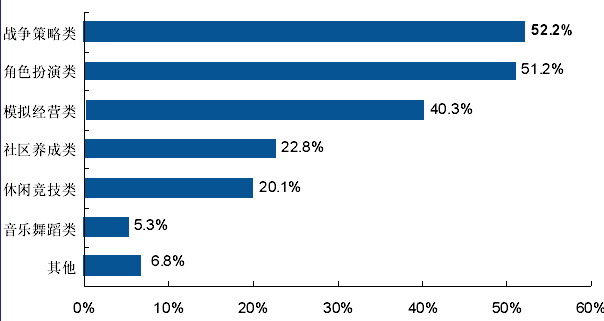 战争策略类 52.2%
角色扮演类 51.2%
模拟经营类 40.3%
社区养成类 22.8%
休闲竞技类 20.1%
音乐舞蹈类 5.3%
其他 6.8%
0% 10% 20% 30% 40% 50% 60%